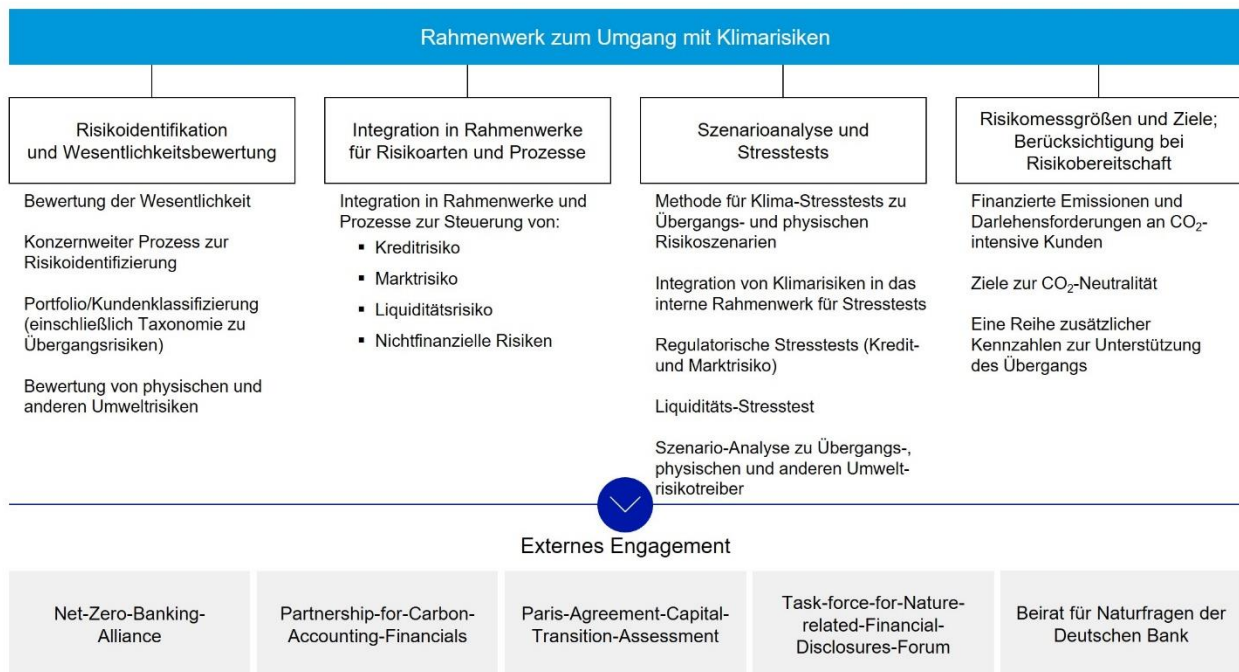 Rahmenwerk zum Umgang mit Klimarisiken
Risikoidentifikation
und Wesentlichkeitsbewertung
Bewertung der Wesentlichkeit
Konzernweiter Prozess zur
Risikoidentifizierung
Portfolio/Kundenklassifizierung
(einschließlich Taxonomie zu
Übergangsrisiken)
Bewertung von physischen und
anderen Umweltrisiken
Integration in Rahmenwerke
für Risikoarten und Prozesse
Integration in Rahmenwerke und
Prozesse zur Steuerung von:
▪ Kreditrisiko
▪ Marktrisiko
▪ Liquiditätsrisiko
▪ Nichtfinanzielle Risiken
Szenarioanalyse und
Stresstests
Methode für Klima-Stresstests zu
Übergangs- und physischen
Risikoszenarien
Integration von Klimarisiken in das
interne Rahmenwerk für Stresstests
Regulatorische Stresstests (Kredit-
und Marktrisiko)
Liquiditäts-Stresstest
Szenario-Analyse zu Übergangs-,
physischen und anderen Umwelt-
risikotreiber
Risikomessgrößen und Ziele;
Berücksichtigung bei
Risikobereitschaft
Finanzierte Emissionen und
Darlehensforderungen an CO₂-
intensive Kunden
Ziele zur CO₂-Neutralität
Eine Reihe zusätzlicher
Kennzahlen zur Unterstützung
des Übergangs
Externes Engagement
Net-Zero-Banking-
Alliance
Partnership-for-Carbon-
Accounting-Financials
Paris-Agreement-Capital-
Transition-Assessment
Task-force-for-Nature-
related-Financial-
Disclosures-Forum
Beirat für Naturfragen der
Deutschen Bank